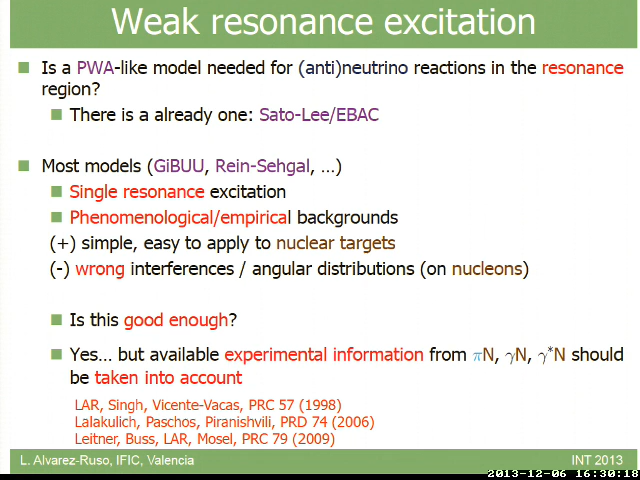 Weak resonance excitation
Is a PWA-like model needed for (anti)neutrino reactions in the resonance
region?
There is a already one: Sato-Lee/EBAC
Most models (GiBUU, Rein-Sehgal, ...)
Single resonance excitation
Phenomenological/empirical backgrounds
(+) simple, easy to apply to nuclear targets
(-) wrong interferences / angular distributions (on nucleons)
Is this good enough?
Yes... but available experimental information from πN, γN, γ*N should
be taken into account
LAR, Singh, Vicente-Vacas, PRC 57 (1998)
Lalakulich, Paschos, Piranishvili, PRD 74 (2006)
Leitner, Buss, LAR, Mosel, PRC 79 (2009)
L. Alvarez-Ruso, IFIC, Valencia
INT 2013
2013-12-06 16:30:18